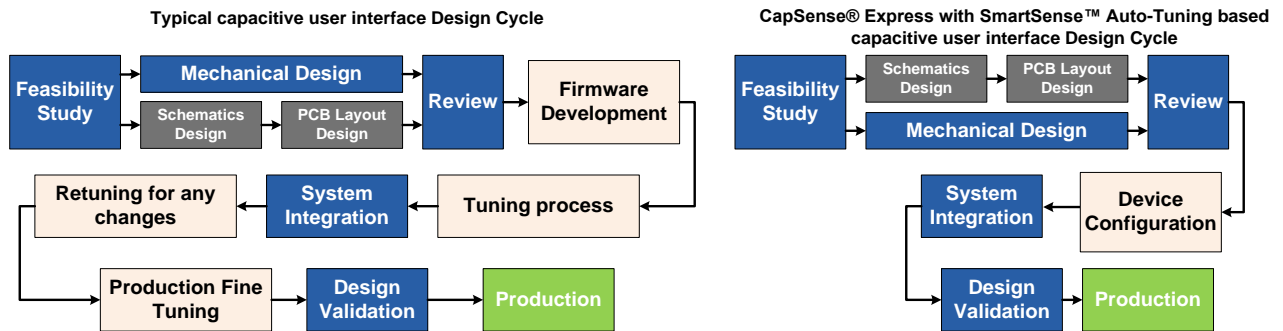 Typical capacitive user interface Design Cycle
Feasibility
Study
Mechanical Design
Schematics
Design
PCB Layout
Design
Review
Firmware
Development
Retuning for any
changes
System
Integration
Tuning process
Production Fine
Tuning
Design
Validation
Production
CapSense® Express with SmartSense™ Auto-Tuning based
capacitive user interface Design Cycle
Feasibility
Study
Schematics
Design
PCB Layout
Design
Mechanical Design
Review
System
Integration
Device
Configuration
Design
Validation
Production